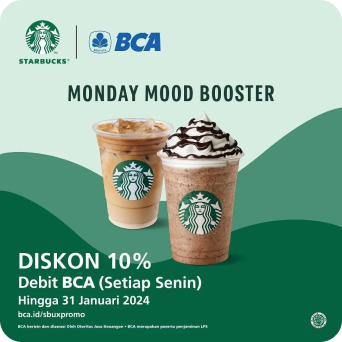 STARBUCKS
BCA
MONDAY MOOD BOOSTER
DISKON 10%
Debit BCA (Setiap Senin)
Hingga 31 Januari 2024
bca.id/sbuxpromo
BCA berizin dan diawasi Oleh Otoritas Jasa Keuangan • BCA merupakan peserta penjaminan LPS